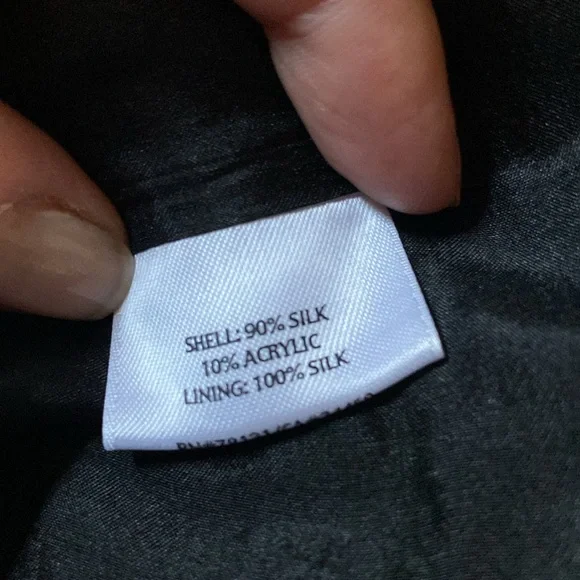 SHELL: 90% SILK
10% ACRYLIC
LINING: 100% SILK